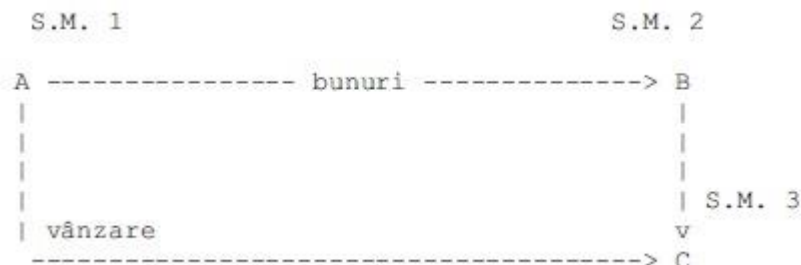 S.M. 1 S.M. 2
A ---------------- bunuri --------------> B
| |
| |
| |
| | S.M. 3
| vânzare v
---------------------------------------> C